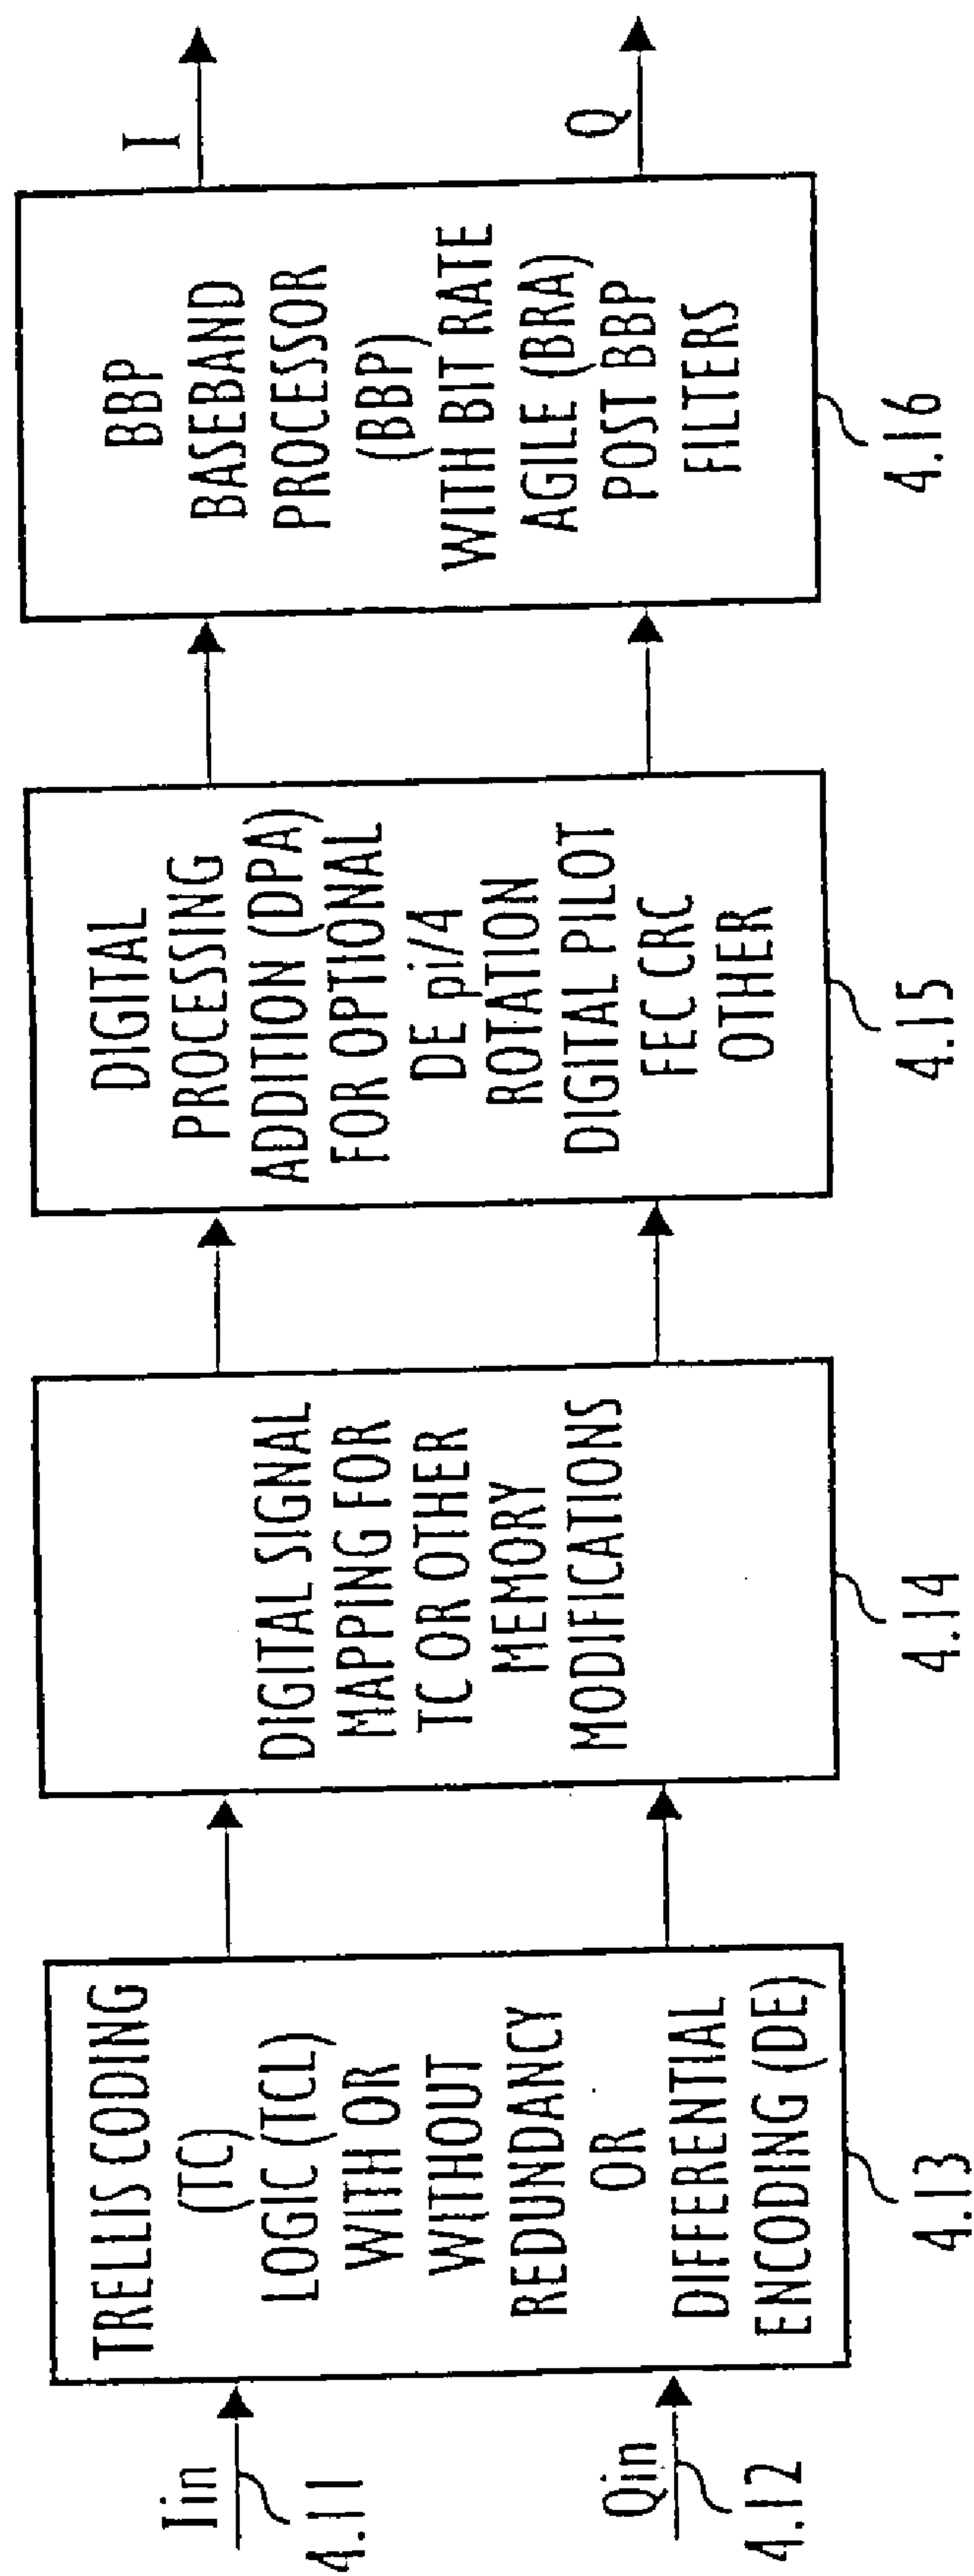 Iin
4.11
Qin
4.12
TRELLIS CODING
(TC)
LOGIC (TCL)
WITH OR
WITHOUT
REDUNDANCY
OR
DIFFERENTIAL
ENCODING (DE)
4.13
DIGITAL SIGNAL
MAPPING FOR
TC OR OTHER
MEMORY
MODIFICATIONS
4.14
DIGITAL
PROCESSING
ADDITION (DPA)
FOR OPTIONAL
DE pi/4
ROTATION
DIGITAL PILOT
FEC CRC
OTHER
4.15
BBP
BASEBAND
PROCESSOR
(BBP)
WITH BIT RATE
AGILE (BRA)
POST BBP
FILTERS
4.16
I
Q